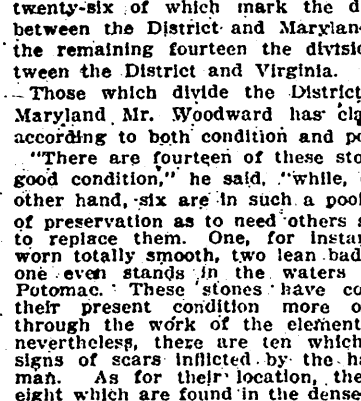 twenty-six of which mark the d
between the District and Marylan
the remaining fourteen the divisi
tween the District and Virginia.
Those which divide the District
Maryland Mr. Woodward has cla
according to both condition and po
"There are fourteen of these sto
good condition," he said, "while,
other hand, six are in such a poo
of preservation as to need others
to replace them. One, for instan
worn totally smooth, two lean bad
one even stands in the waters
Potomac. These stones have co
their present condition more o
through the work of the element
nevertheless, there are ten which
signs of scars inflicted by the h
man. As for their location, the
eight which are found in the dense